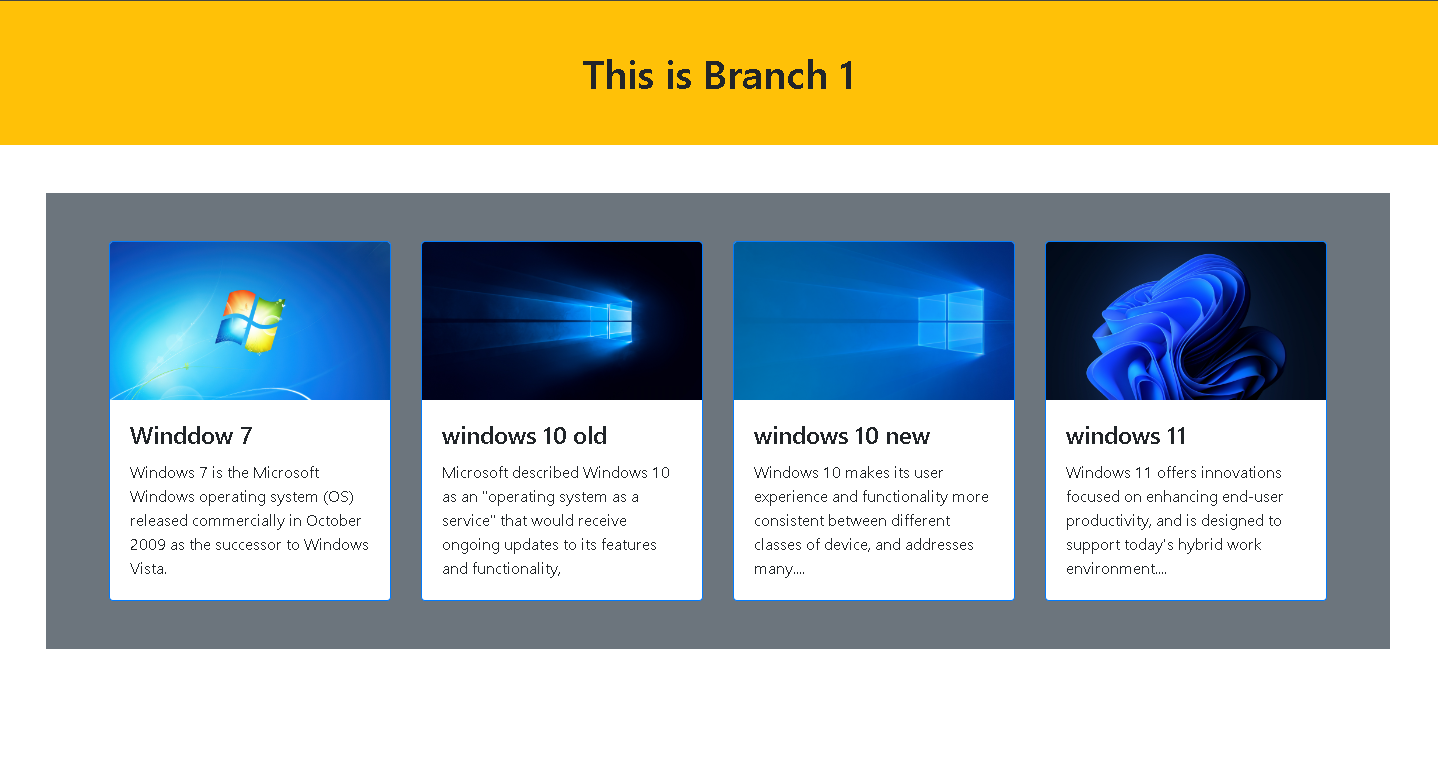 This is Branch 1
Winddow 7
Windows 7 is the Microsoft
Windows operating system (OS)
released commercially in October
2009 as the successor to Windows
Vista.
windows 10 old
Microsoft described Windows 10
as an "operating system as a
service" that would receive
ongoing updates to its features
and functionality,
windows 10 new
Windows 10 makes its user
experience and functionality more
consistent between different
classes of device, and addresses
many....
windows 11
Windows 11 offers innovations
focused on enhancing end-user
productivity, and is designed to
support today's hybrid work
environment....